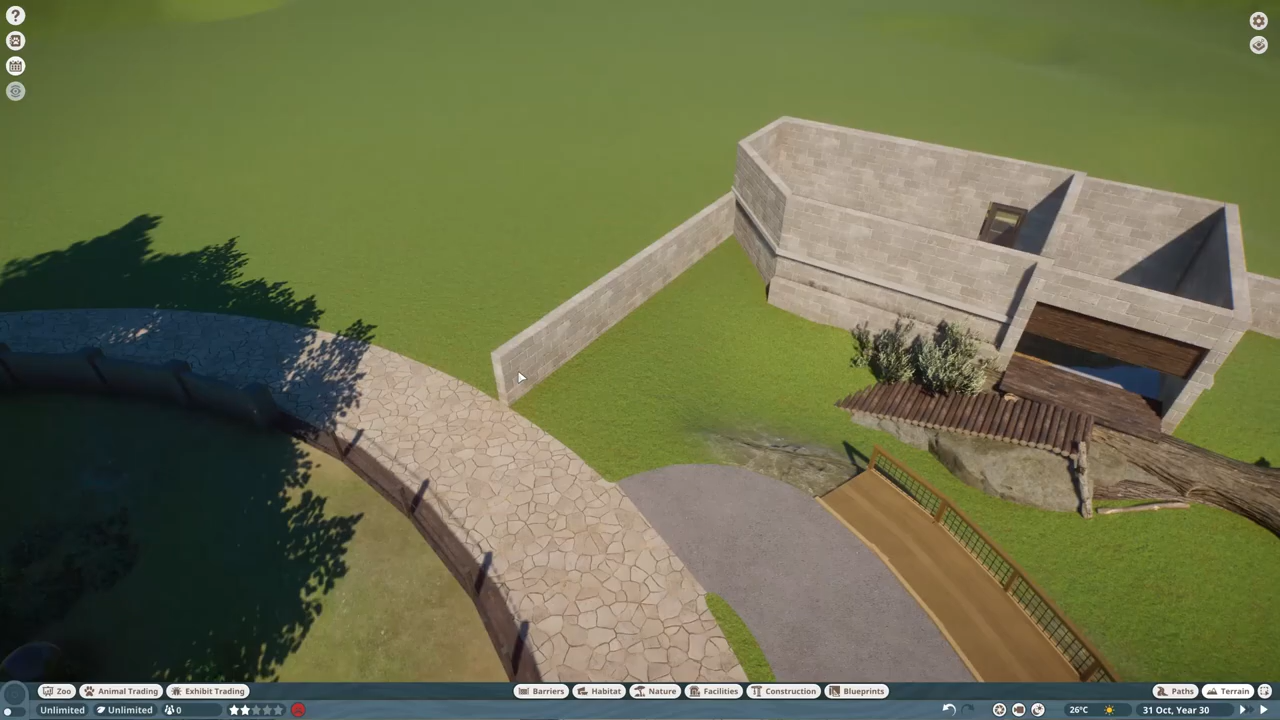 ?
Zoo Animal Trading Exhibit Trading Barriers Habitat Nature Facilities Construction Blueprints Paths Terrain
Unlimited Unlimited 0 26°C 31 Oct, Year 30